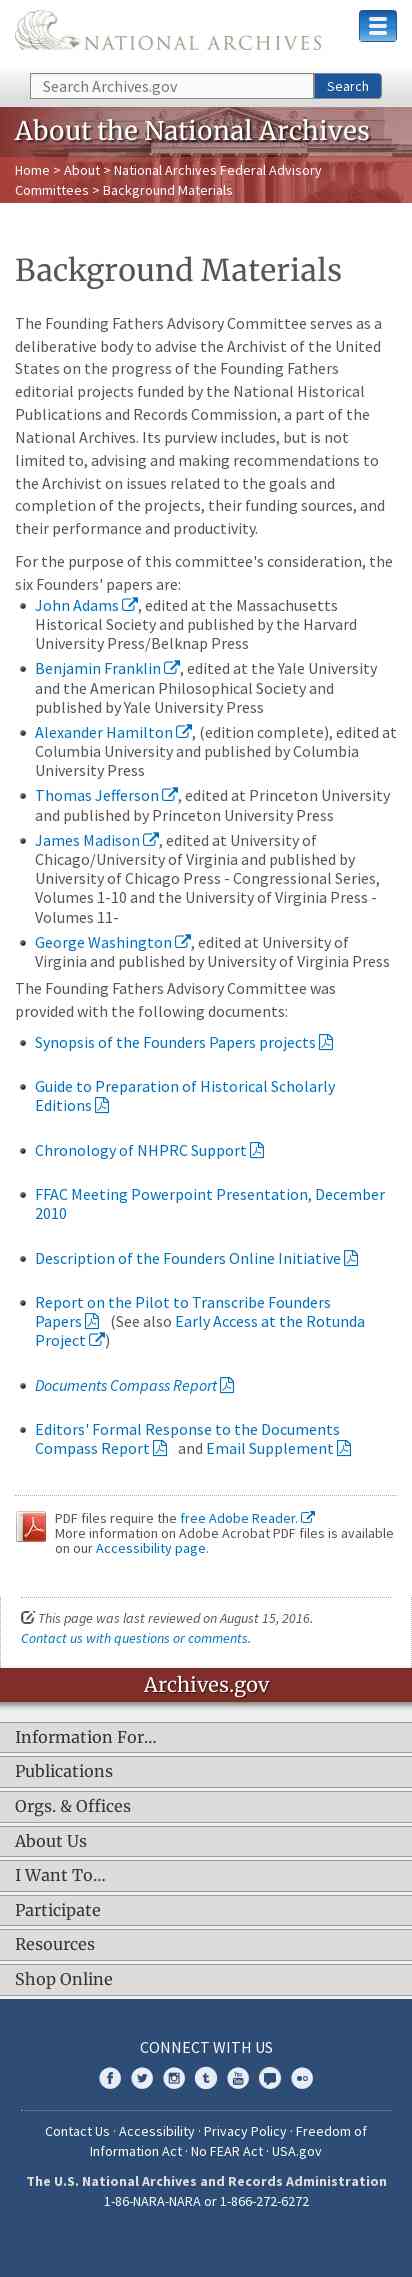 NATIONAL ARCHIVES
Search Archives.gov
Search
About the National Archives
Home > About > National Archives Federal Advisory
Committees > Background Materials
Background Materials
The Founding Fathers Advisory Committee serves as a
deliberative body to advise the Archivist of the United
States on the progress of the Founding Fathers
editorial projects funded by the National Historical
Publications and Records Commission, a part of the
National Archives. Its purview includes, but is not
limited to, advising and making recommendations to
the Archivist on issues related to the goals and
completion of the projects, their funding sources, and
their performance and productivity.
For the purpose of this committee's consideration, the
six Founders' papers are:
John Adams, edited at the Massachusetts
Historical Society and published by the Harvard
University Press/Belknap Press
Benjamin Franklin, edited at the Yale University
and the American Philosophical Society and
published by Yale University Press
Alexander Hamilton, (edition complete), edited at
Columbia University and published by Columbia
University Press
Thomas Jefferson, edited at Princeton University
and published by Princeton University Press
James Madison, edited at University of
Chicago/University of Virginia and published by
University of Chicago Press - Congressional Series,
Volumes 1-10 and the University of Virginia Press -
Volumes 11-
George Washington, edited at University of
Virginia and published by University of Virginia Press
The Founding Fathers Advisory Committee was
provided with the following documents:
Synopsis of the Founders Papers projects
Guide to Preparation of Historical Scholarly
Editions
Chronology of NHPRC Support
FFAC Meeting Powerpoint Presentation, December
2010
Description of the Founders Online Initiative
Report on the Pilot to Transcribe Founders
Papers (See also Early Access at the Rotunda
Project)
Documents Compass Report
Editors' Formal Response to the Documents
Compass Report and Email Supplement
PDF files require the free Adobe Reader.
More information on Adobe Acrobat PDF files is available
on our Accessibility page.
This page was last reviewed on August 15, 2016.
Contact us with questions or comments.
Archives.gov
Information For...
Publications
Orgs. & Offices
About Us
I Want To...
Participate
Resources
Shop Online
CONNECT WITH US
Contact Us · Accessibility · Privacy Policy · Freedom of
Information Act · No FEAR Act · USA.gov
The U.S. National Archives and Records Administration
1-86-NARA-NARA or 1-866-272-6272